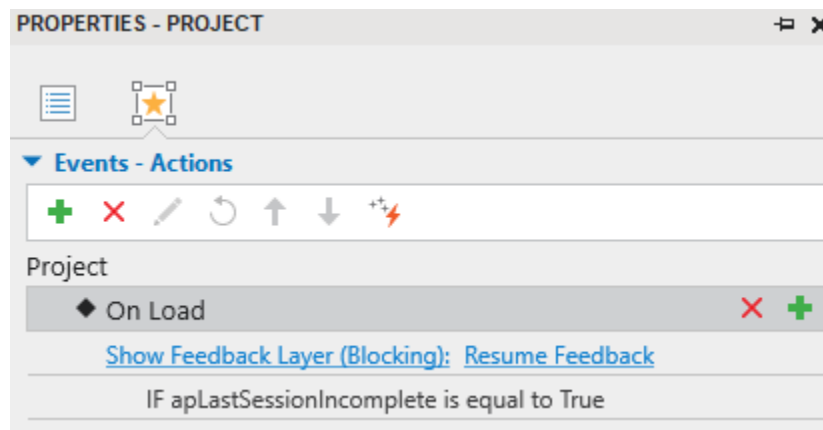 PROPERTIES - PROJECT
Events - Actions
Project
On Load
Show Feedback Layer (Blocking): Resume Feedback
IF apLastSessionIncomplete is equal to True